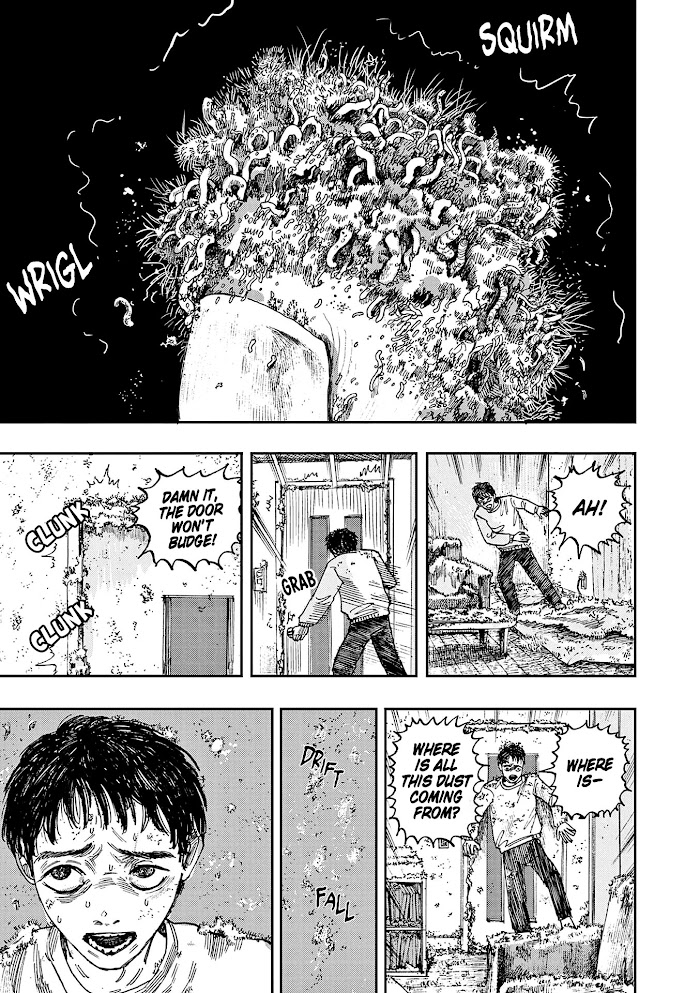 SQUIRM
WRIGL
AH!
GRAB
DAMN IT,
THE DOOR
WON'T
BUDGE!
CLUNK
CLUNK
WHERE
IS–
WHERE
IS ALL
THIS DUST
COMING
FROM?
DRIFT
FALL